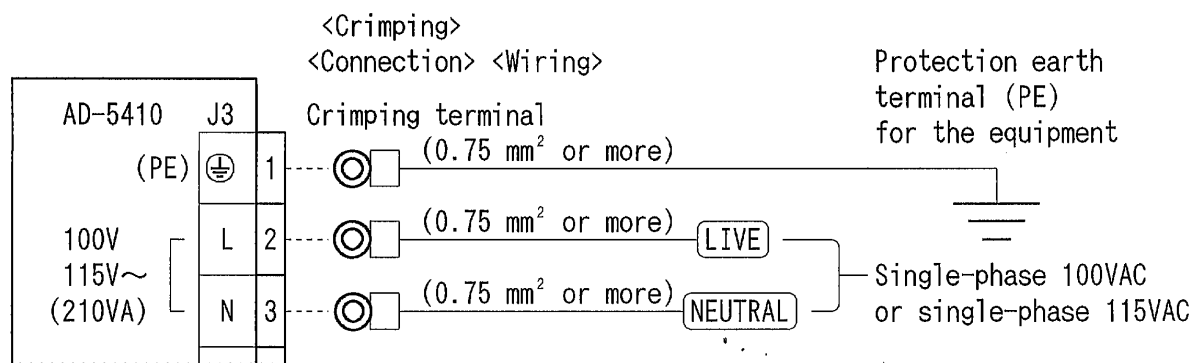 <Crimping>
<Connection> <Wiring>
Protection earth
terminal (PE)
for the equipment
AD-5410 J3 Crimping terminal
(PE) 1 (0.75 mm² or more)
100V
115V~
(210VA)
L 2 (0.75 mm² or more) LIVE
N 3 (0.75 mm² or more) NEUTRAL
Single-phase 100VAC
or single-phase 115VAC